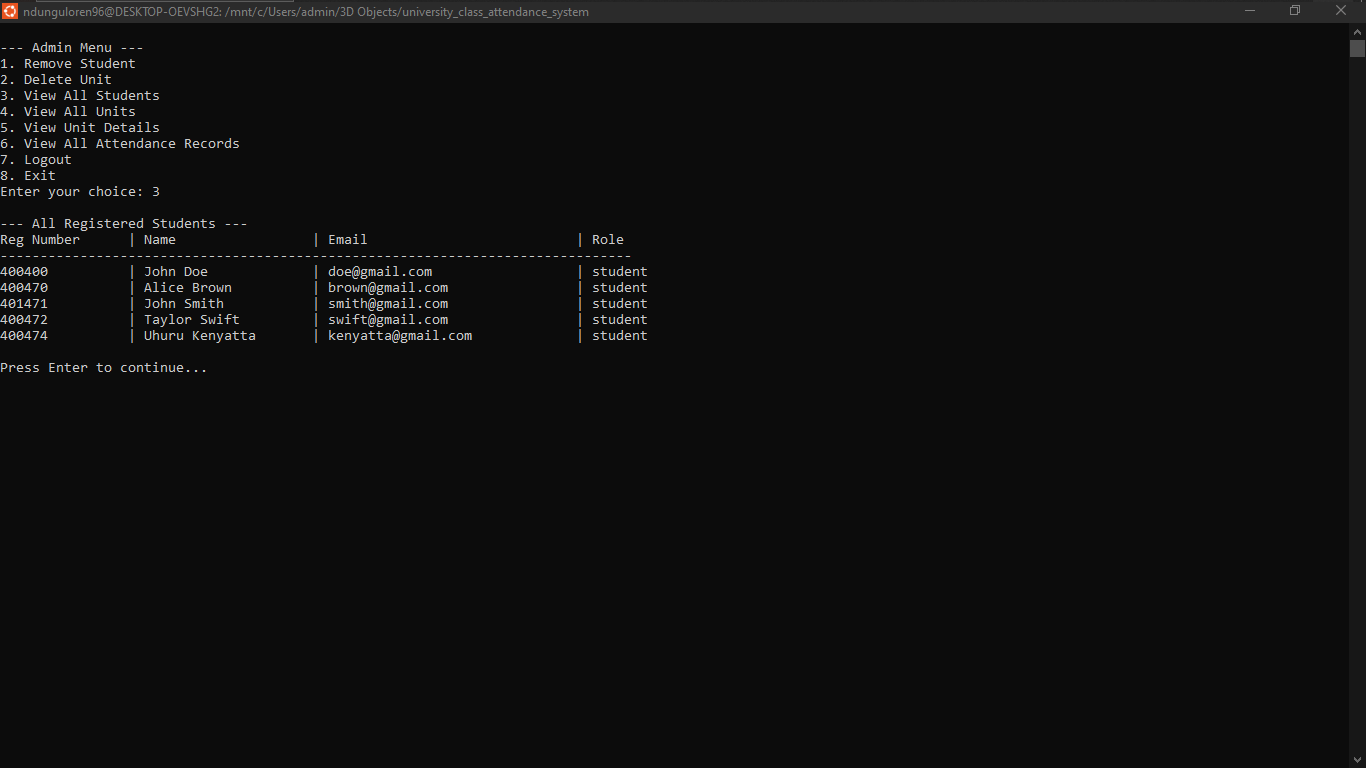 ndunguloren96@DESKTOP-OEVSHG2: /mnt/c/Users/admin/3D Objects/university_class_attendance_system
--- Admin Menu ---
1. Remove Student
2. Delete Unit
3. View All Students
4. View All Units
5. View Unit Details
6. View All Attendance Records
7. Logout
8. Exit
Enter your choice: 3
--- All Registered Students ---
Reg Number      | Name                 | Email                          | Role
-------------------------------------------------------------------------------
400400          | John Doe             | doe@gmail.com                  | student
400470          | Alice Brown          | brown@gmail.com                | student
401471          | John Smith           | smith@gmail.com                | student
400472          | Taylor Swift         | swift@gmail.com                | student
400474          | Uhuru Kenyatta       | kenyatta@gmail.com             | student
Press Enter to continue...